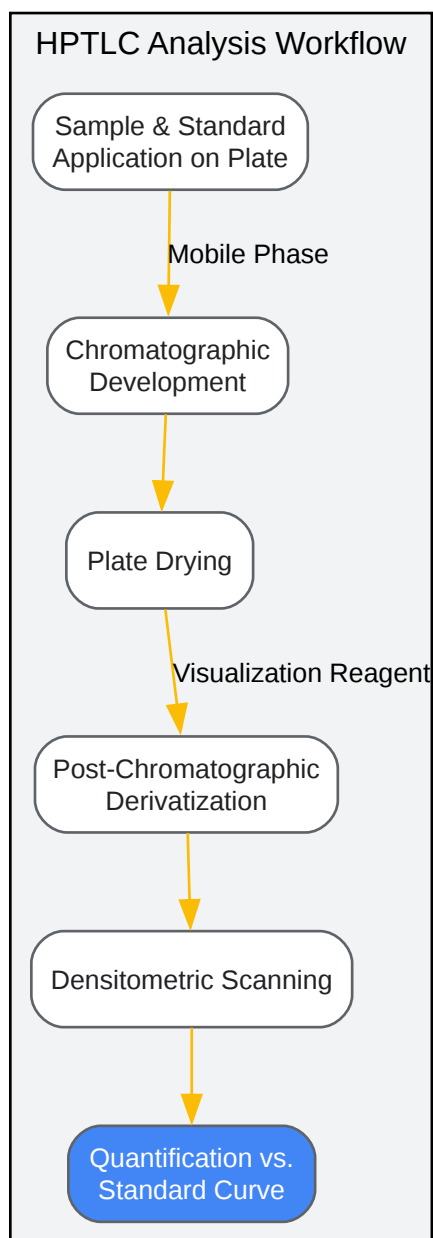 HPTLC Analysis Workflow
Sample & Standard
Application on Plate
Mobile Phase
Chromatographic
Development
Plate Drying
Visualization Reagent
Post-Chromatographic
Derivatization
Densitometric Scanning
Quantification vs.
Standard Curve